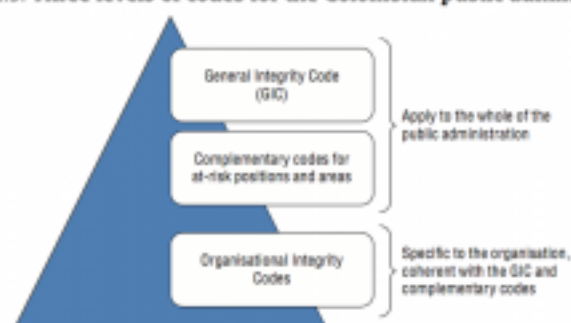 Three levels of codes for the Colombian public
General Integrity Code
(GIC)
Apply to the whole of the
public administration
Complementary codes for
at-risk positions and areas
Organisational Integrity
Codes
Specific to the organisation,
coherent with the GIC and
complementary codes